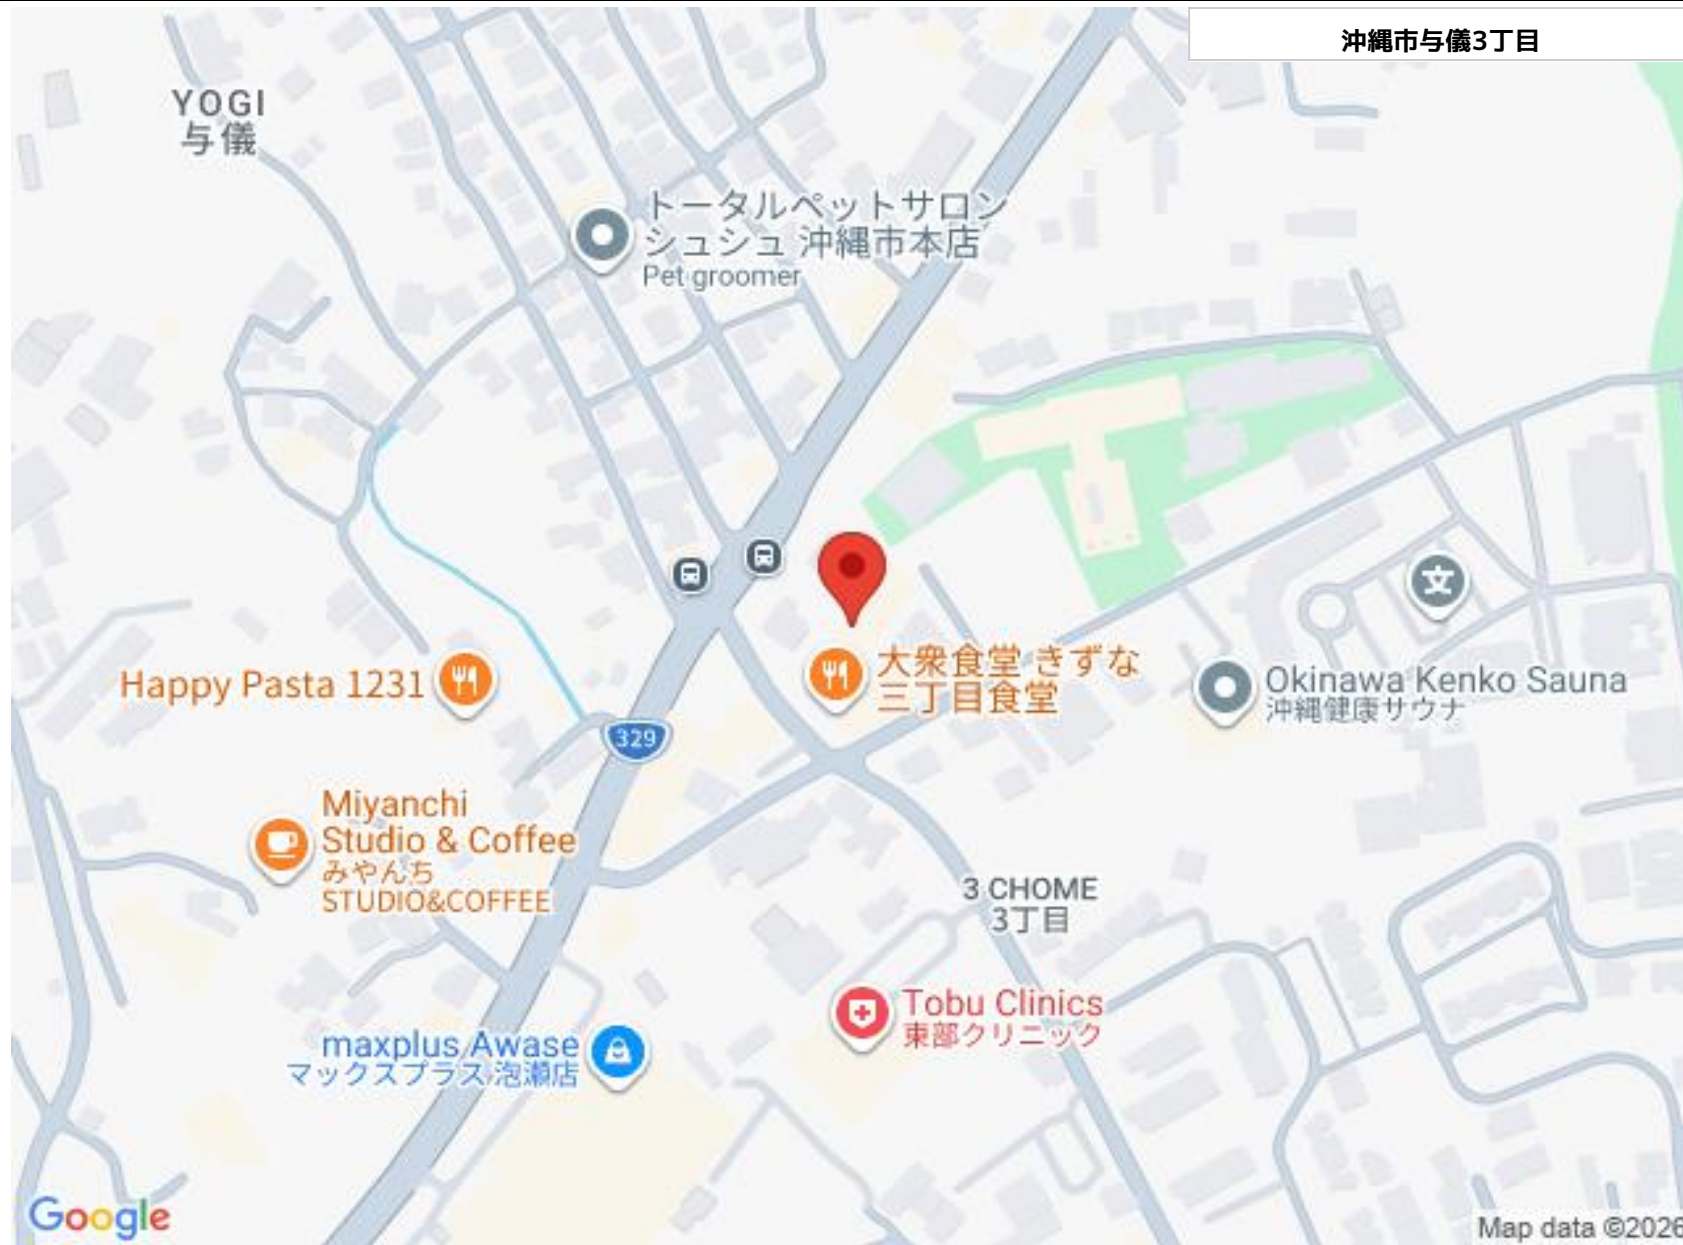 沖縄市与儀3丁目
YOGI
与儀
トータルペットサロン
シュシュ 沖縄市本店
Pet groomer
文
大衆食堂 きずな
三丁目食堂
Happy Pasta 1231
Okinawa Kenko Sauna
沖縄健康サウナ
329
Miyanchi
Studio & Coffee
みやんち
STUDIO&COFFEE
3 CHOME
3丁目
Tobu Clinics
東部クリニック
maxplus Awase
マックスプラス 泡瀬店
Google
Map data ©2026